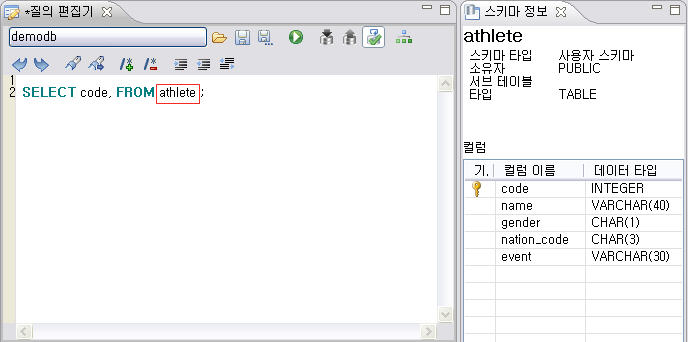 *질의 편집기
demodb
1
2 SELECT code, FROM athlete ;
스키마 정보
athlete
스키마 타입 사용자 스키마
소유자 PUBLIC
서브 테이블
타입 TABLE
컬럼
기. 컬럼 이름 데이터 타입
code INTEGER
name VARCHAR(40)
gender CHAR(1)
nation_code CHAR(3)
event VARCHAR(30)